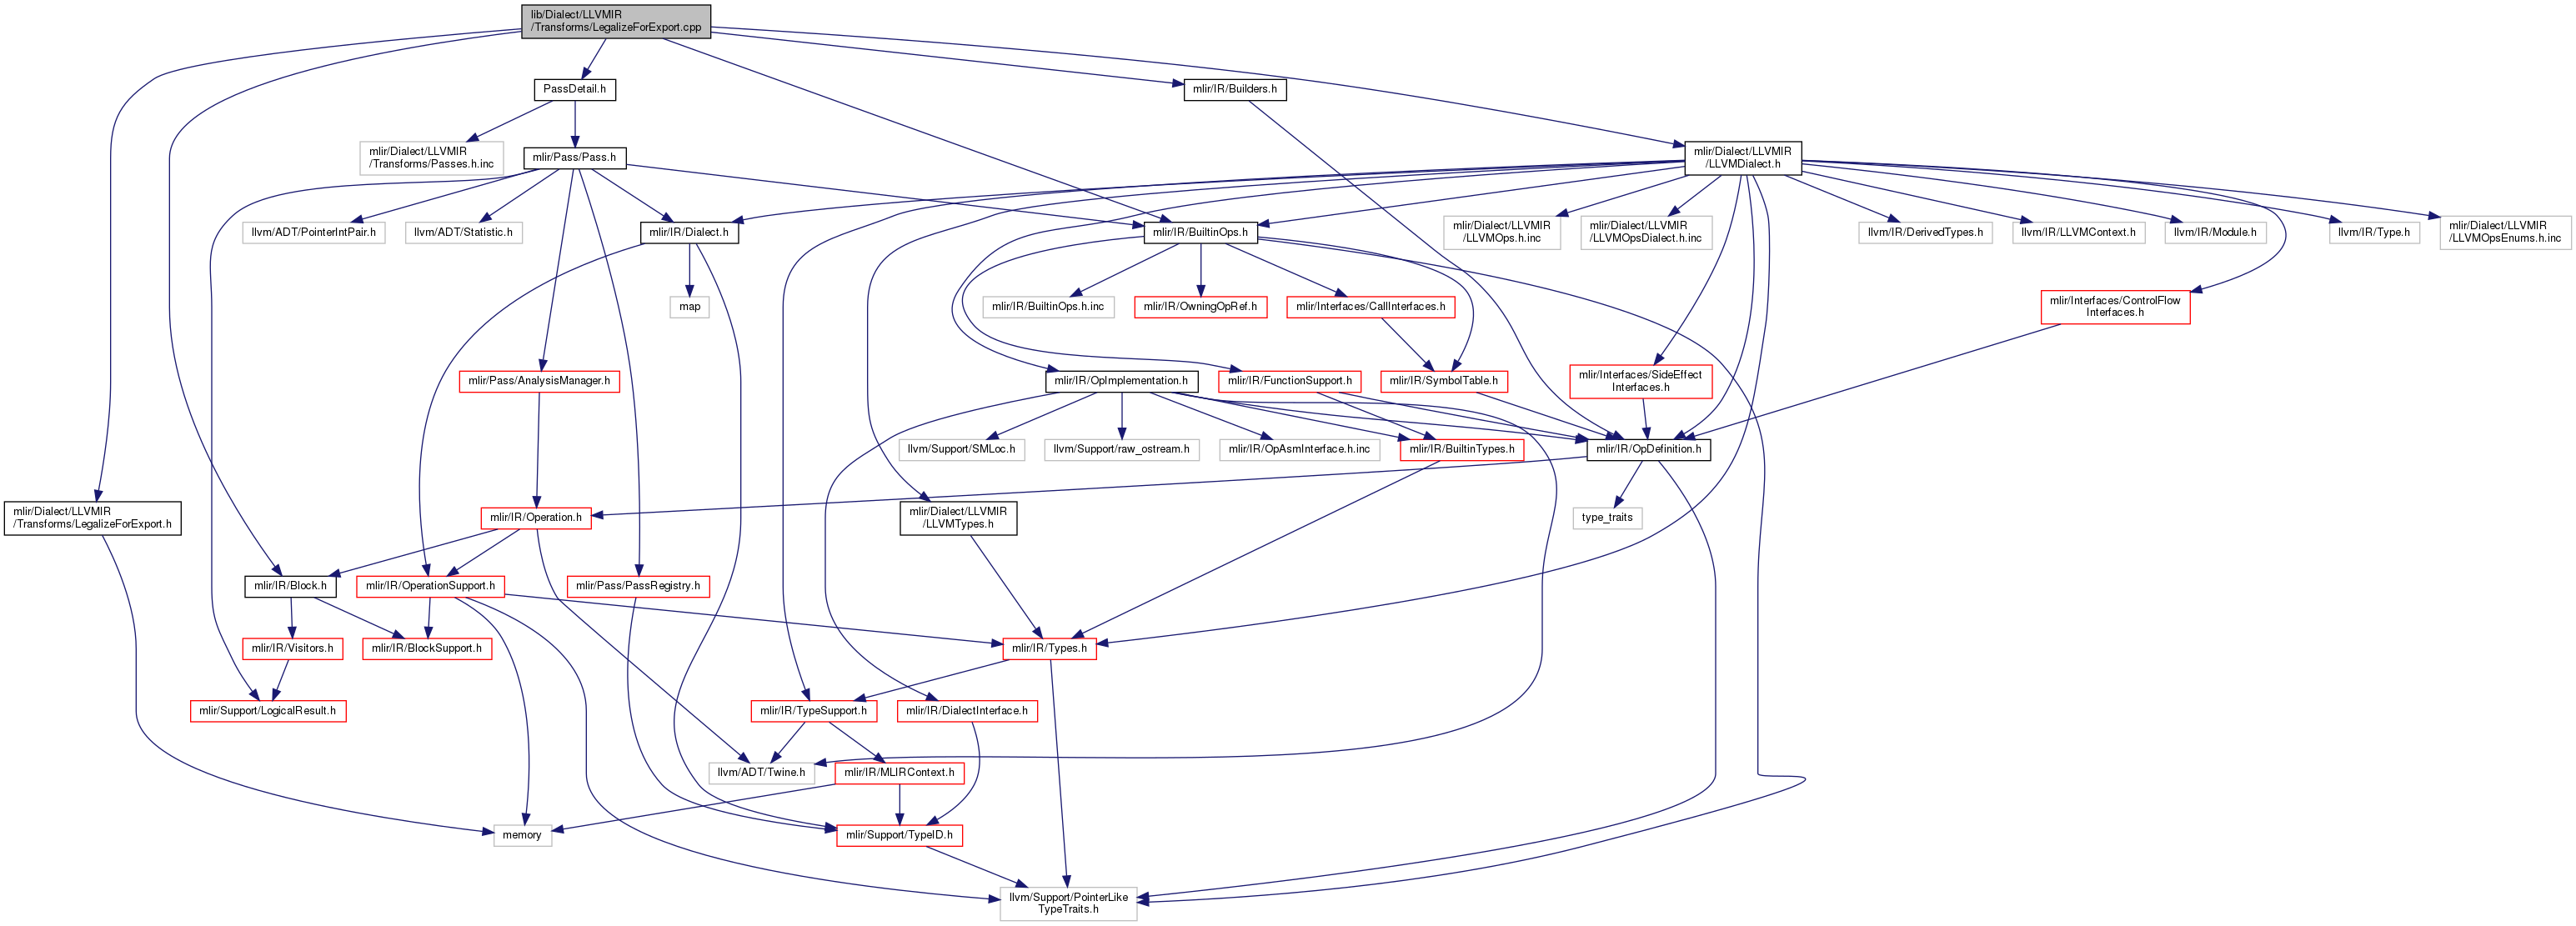 lib/Dialect/LLVMIR
/Transforms/LegalizeForExport.cpp
PassDetail.h
mlir/IR/Builders.h
mlir/Dialect/LLVMIR
/Transforms/Passes.h.inc
mlir/Pass/Pass.h
mlir/Dialect/LLVMIR
/LLVMDialect.h
llvm/ADT/PointerIntPair.h
llvm/ADT/Statistic.h
mlir/IR/Dialect.h
mlir/IR/BuiltinOps.h
mlir/Dialect/LLVMIR
/LLVMOps.h.inc
mlir/Dialect/LLVMIR
/LLVMOpsDialect.h.inc
llvm/IR/DerivedTypes.h
llvm/IR/LLVMContext.h
llvm/IR/Module.h
llvm/IR/Type.h
mlir/Dialect/LLVMIR
/LLVMOpsEnums.h.inc
map
mlir/IR/BuiltinOps.h.inc
mlir/IR/OwningOpRef.h
mlir/Interfaces/CallInterfaces.h
mlir/Interfaces/ControlFlow
Interfaces.h
mlir/Pass/AnalysisManager.h
mlir/IR/OpImplementation.h
mlir/IR/FunctionSupport.h
mlir/IR/SymbolTable.h
mlir/Interfaces/SideEffect
Interfaces.h
llvm/Support/SMLoc.h
llvm/Support/raw_ostream.h
mlir/IR/OpAsmInterface.h.inc
mlir/IR/BuiltinTypes.h
mlir/IR/OpDefinition.h
mlir/Dialect/LLVMIR
/Transforms/LegalizeForExport.h
mlir/IR/Operation.h
mlir/Dialect/LLVMIR
/LLVMTypes.h
type_traits
mlir/IR/Block.h
mlir/IR/OperationSupport.h
mlir/Pass/PassRegistry.h
mlir/IR/Visitors.h
mlir/IR/BlockSupport.h
mlir/IR/Types.h
mlir/Support/LogicalResult.h
mlir/IR/TypeSupport.h
mlir/IR/DialectInterface.h
llvm/ADT/Twine.h
mlir/IR/MLIRContext.h
memory
mlir/Support/TypeID.h
llvm/Support/PointerLike
TypeTraits.h